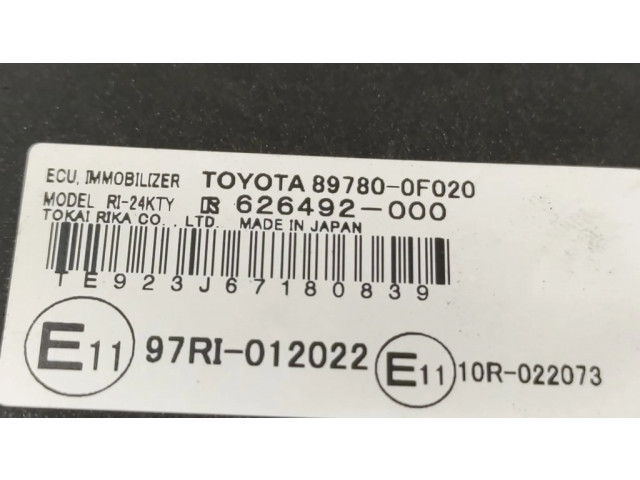 ECU, IMMOBILIZER TOYOTA 89780-0F020
MODEL RI-24KTY 626492-000
TOKAI RIKA CO., LTD. MADE IN JAPAN
TE923J67180839
E11 97RI-012022 E11 10R-022073